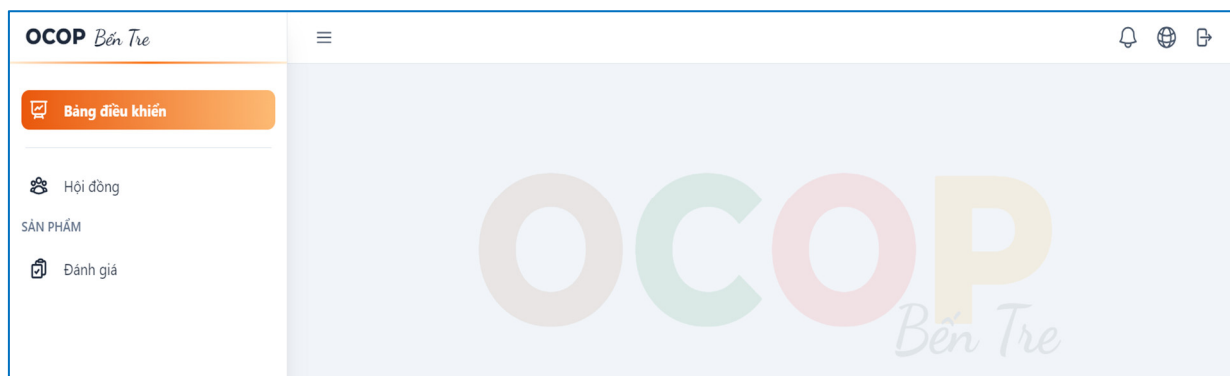 OCOP Bến Tre
Bảng điều khiển
Hội đồng
SẢN PHẨM
Đánh giá
OCOP
Bến Tre